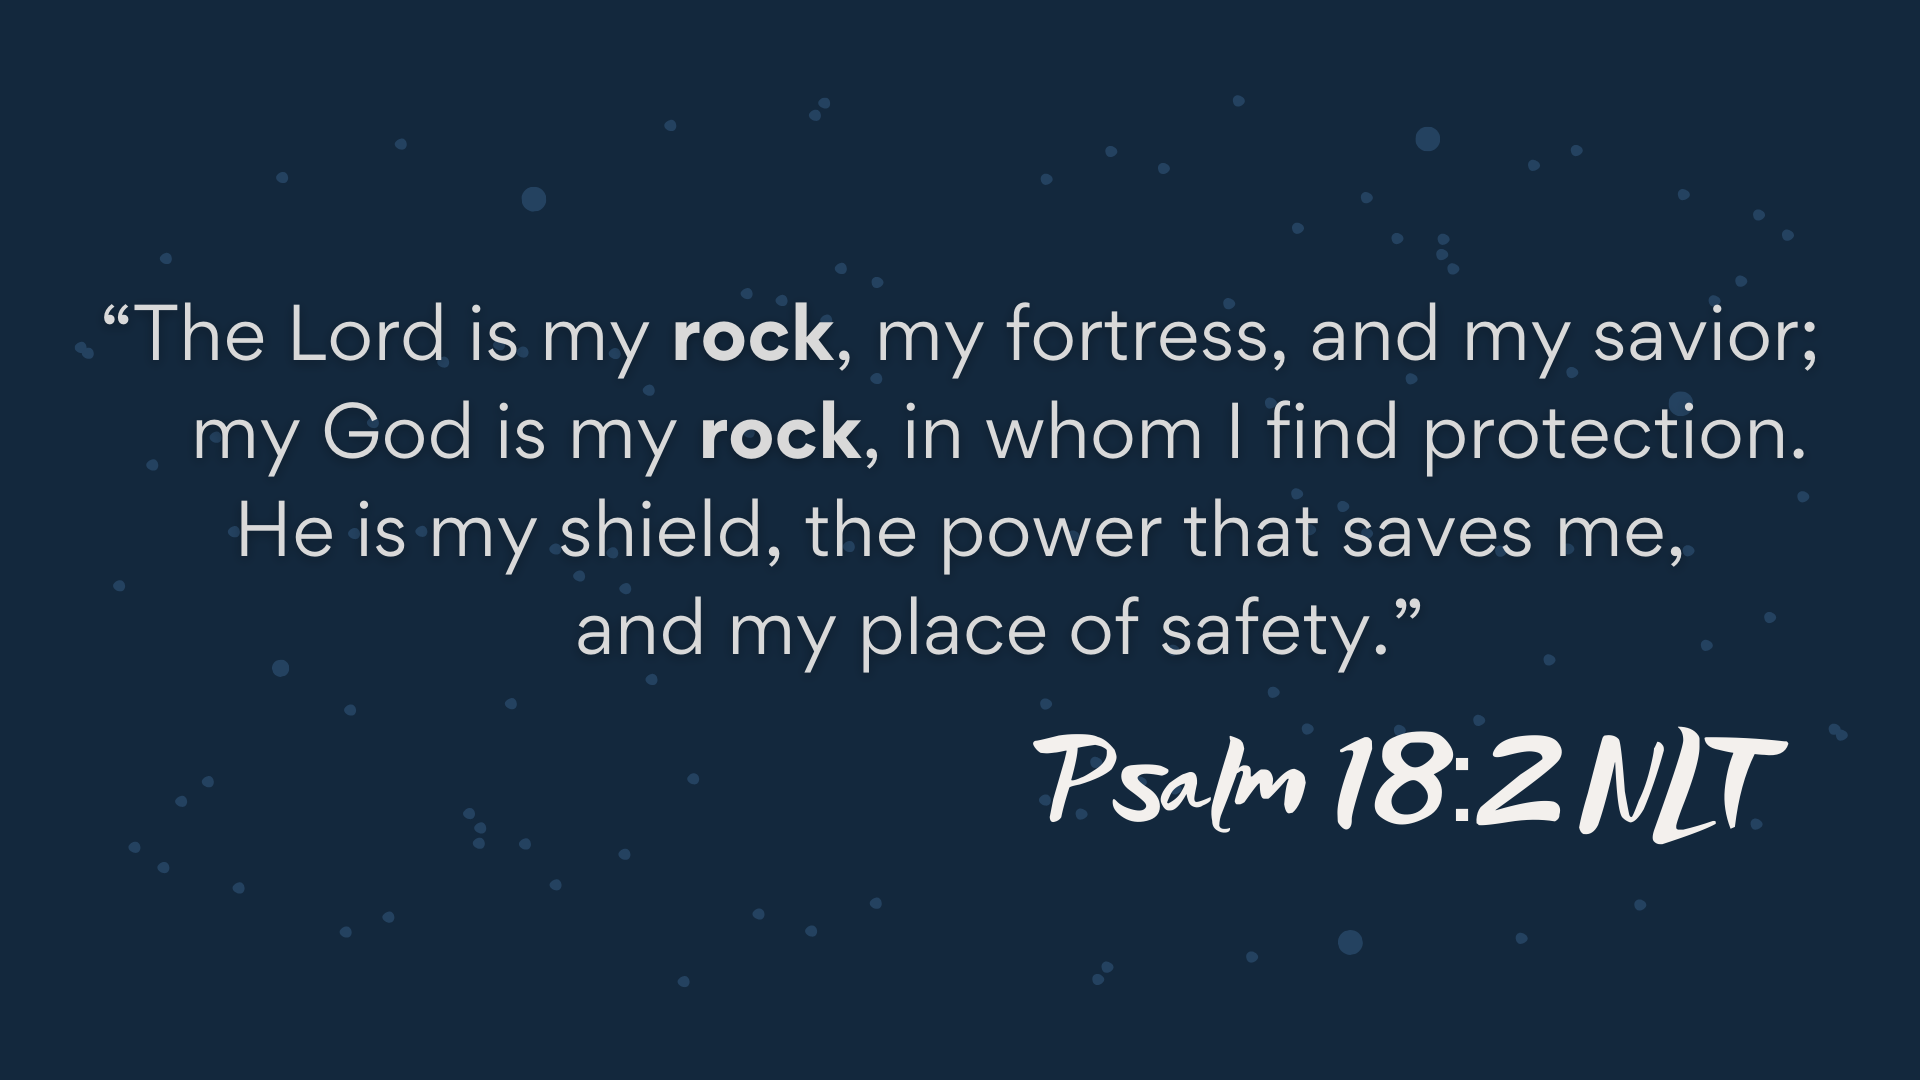 “The Lord is my rock, my fortress, and my savior;
my God is my rock, in whom I find protection.
He is my shield, the power that saves me,
and my place of safety.”
Psalm 18:2 NLT